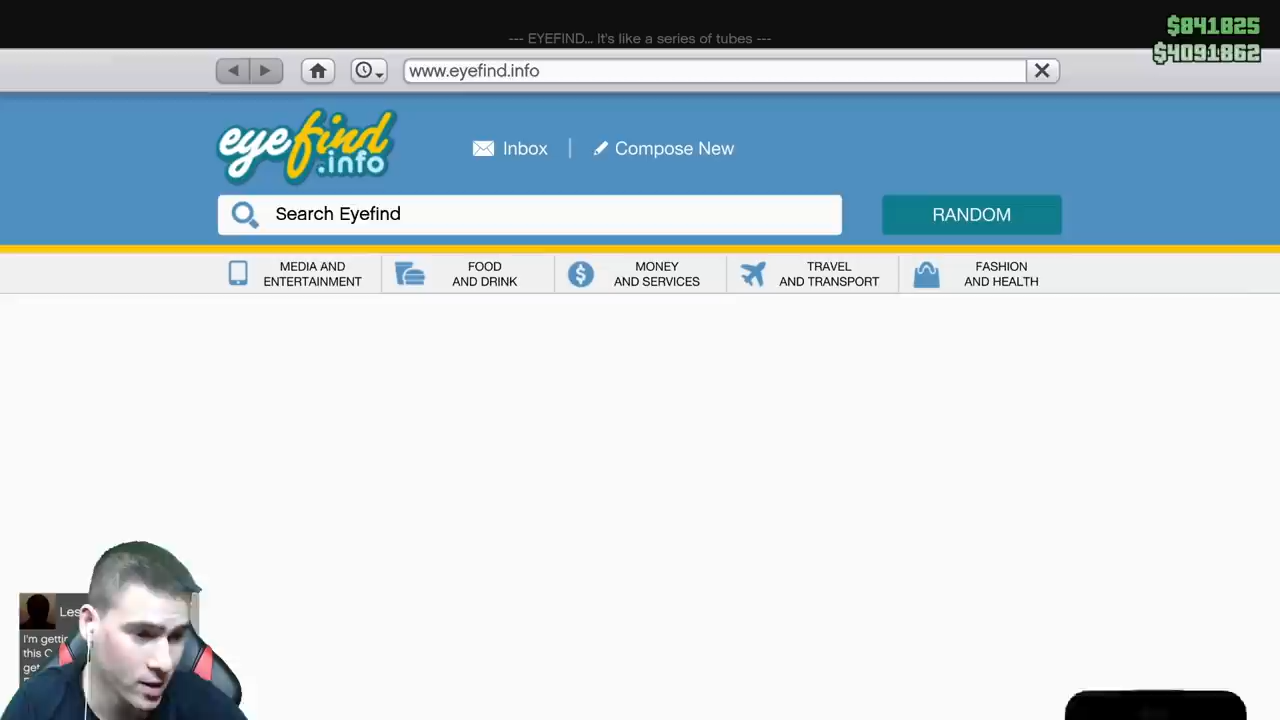 $841825
--- EYEFIND... It's like a series of tubes ---
$4091862
www.eyefind.info
eyefind
.info
Inbox
Compose New
Search Eyefind
RANDOM
MEDIA AND
ENTERTAINMENT
FOOD
AND DRINK
MONEY
AND SERVICES
TRAVEL
AND TRANSPORT
FASHION
AND HEALTH
I'm
this
get